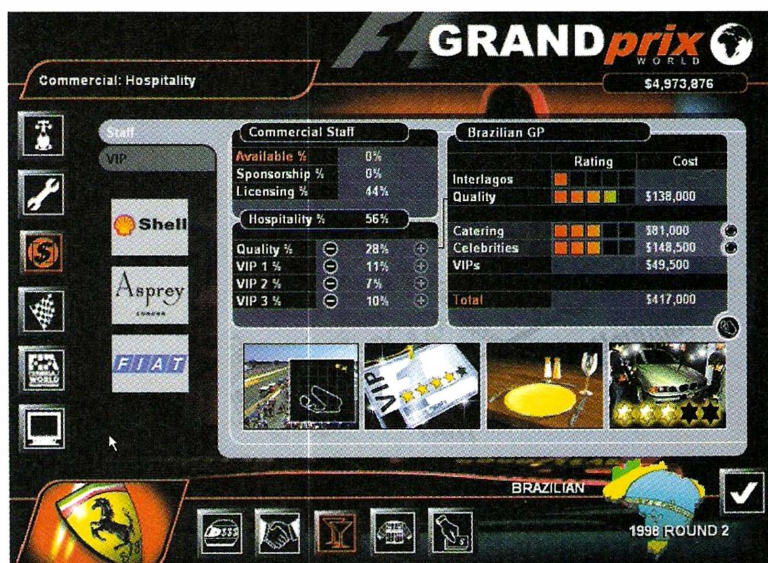 F1 GRANDprix
WORLD
Commercial: Hospitality
$4,973,876
Staff
VIP
Commercial Staff
Available % 0%
Sponsorship % 0%
Licensing % 44%
Hospitality % 56%
Quality % 28%
VIP 1 % 11%
VIP 2 % 7%
VIP 3 % 10%
Brazilian GP
Rating Cost
Interlagos
Quality $138,000
Catering $81,000
Celebrities $148,500
VIPs $49,500
Total $417,000
Shell
Asprey
LONDON
FIAT
VIP
WORLD
BRAZILIAN
1998 ROUND 2